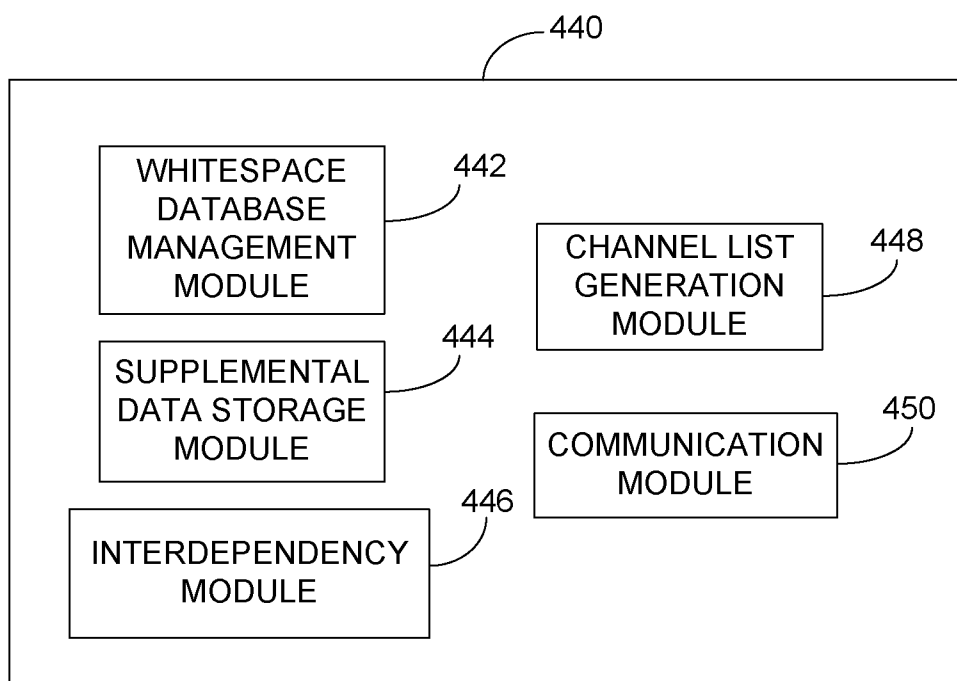 440
WHITESPACE
DATABASE
MANAGEMENT
MODULE
442
SUPPLEMENTAL
DATA STORAGE
MODULE
444
INTERDEPENDENCY
MODULE
446
CHANNEL LIST
GENERATION
MODULE
448
COMMUNICATION
MODULE
450